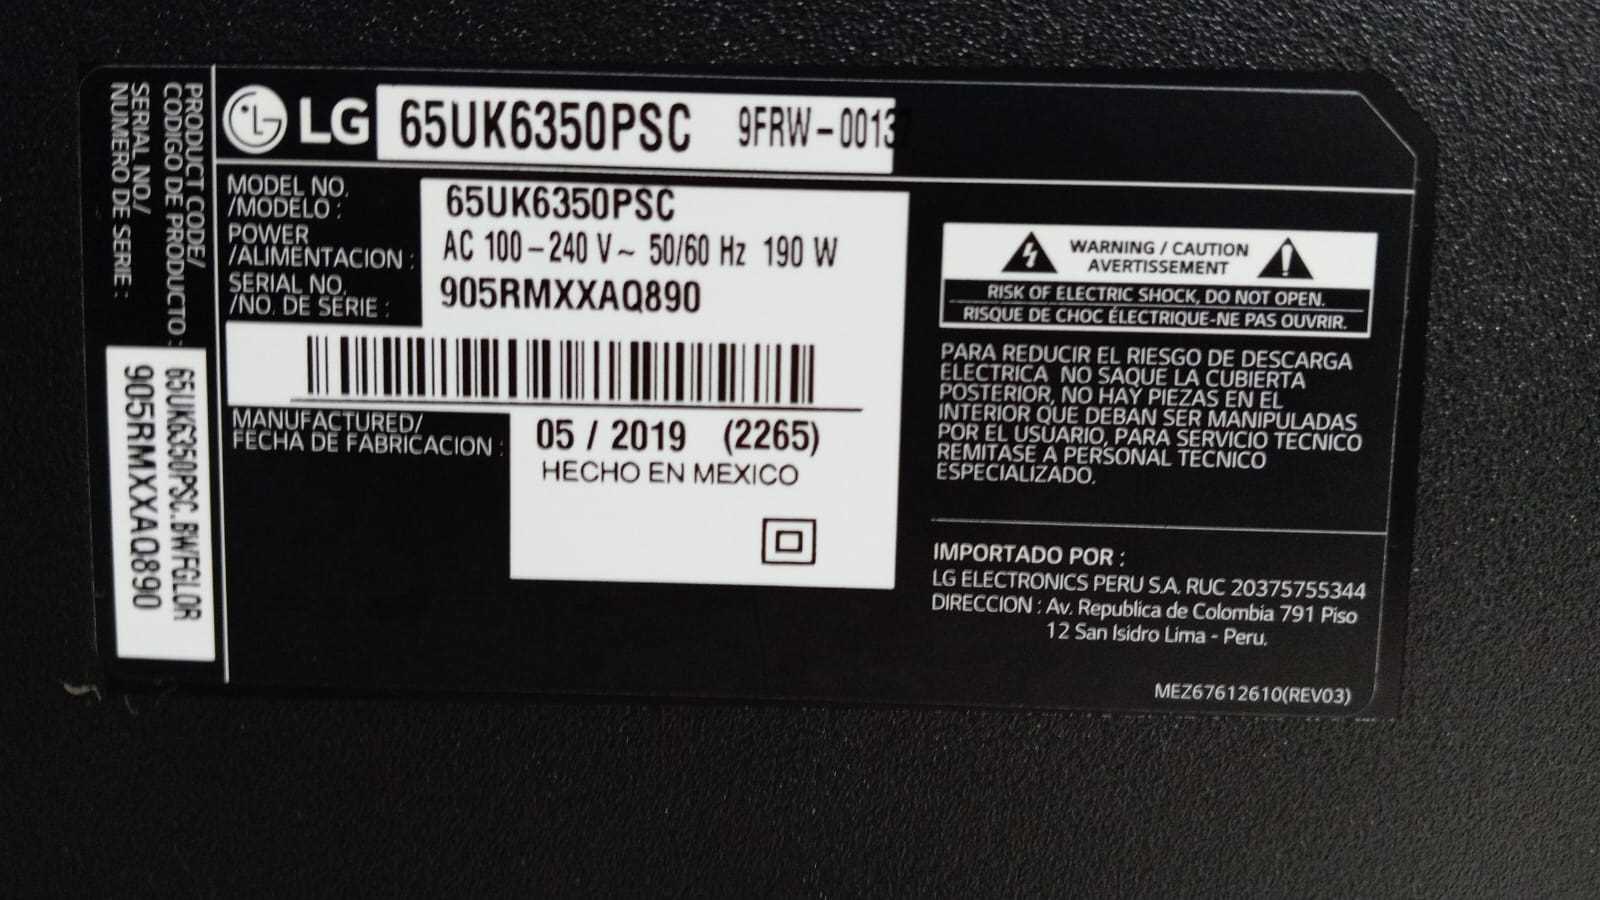 PRODUCT CODE/
CODIGO DE PRODUCTO :
SERIAL NO./
NUMERO DE SERIE :
65UK6350PSC.BWFGLOR
905RMXXAQ890
LG 65UK6350PSC 9FRW-00137
MODEL NO.
/MODELO : 65UK6350PSC
POWER
/ALIMENTACION : AC 100-240 V~ 50/60 Hz 190 W
SERIAL NO.
/NO. DE SERIE : 905RMXXAQ890
MANUFACTURED/
FECHA DE FABRICACION : 05 / 2019 (2265)
HECHO EN MEXICO
WARNING / CAUTION
AVERTISSEMENT
RISK OF ELECTRIC SHOCK, DO NOT OPEN.
RISQUE DE CHOC ÉLECTRIQUE-NE PAS OUVRIR.
PARA REDUCIR EL RIESGO DE DESCARGA
ELECTRICA NO SAQUE LA CUBIERTA
POSTERIOR, NO HAY PIEZAS EN EL
INTERIOR QUE DEBAN SER MANIPULADAS
POR EL USUARIO, PARA SERVICIO TECNICO
REMITASE A PERSONAL TECNICO
ESPECIALIZADO.
IMPORTADO POR :
LG ELECTRONICS PERU S.A. RUC 20375755344
DIRECCION : Av. Republica de Colombia 791 Piso
12 San Isidro Lima - Peru.
MEZ67612610(REV03)